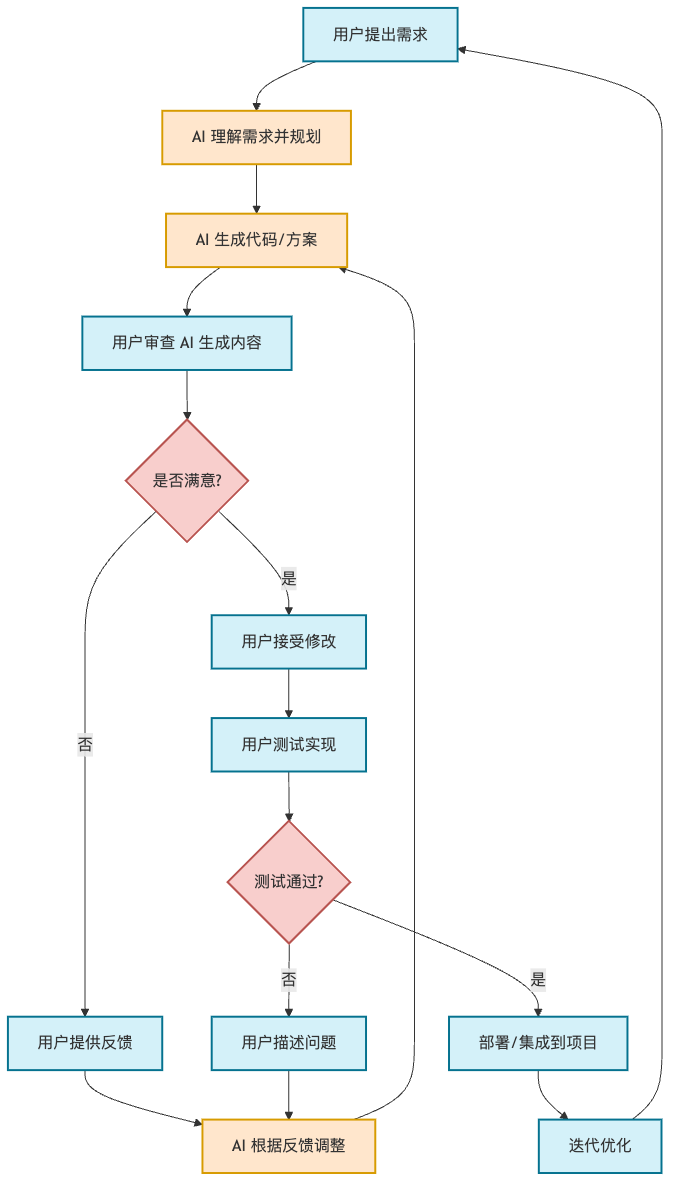 用户提出需求
AI 理解需求并规划
AI 生成代码/方案
用户审查 AI 生成内容
是否满意?
是
用户接受修改
用户测试实现
否
测试通过?
否
是
用户提供反馈
用户描述问题
部署/集成到项目
AI 根据反馈调整
迭代优化